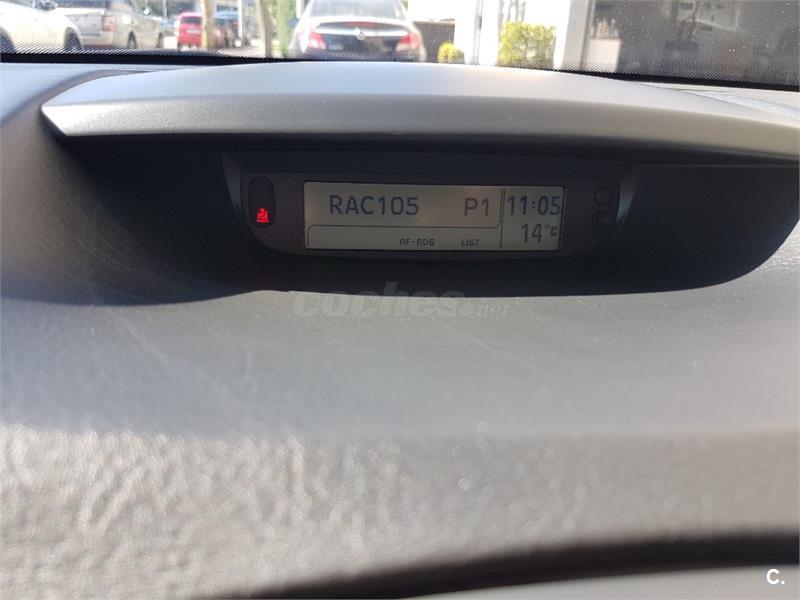 RAC105 P1 11:05
14°C
AF-RDS LIST
coches.net
C.